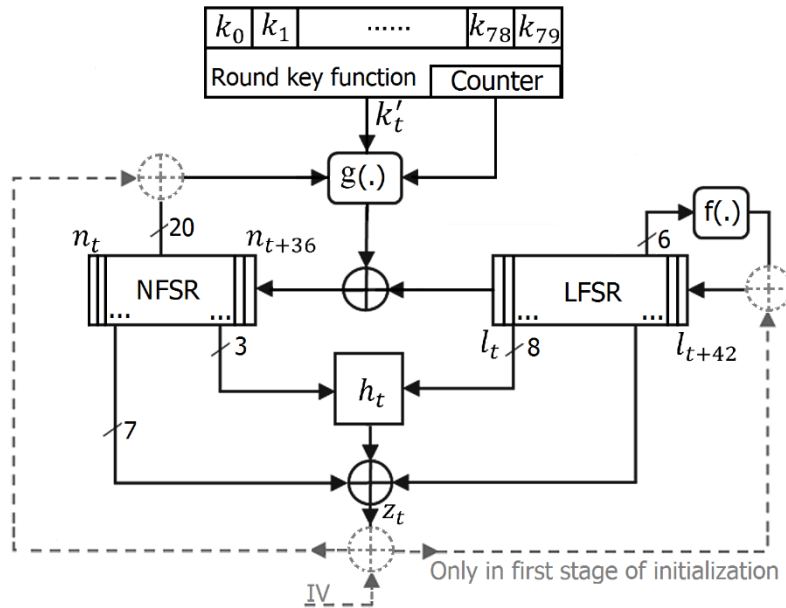 k₀ k₁ ...... k₇₈ k₇₉
Round key function Counter
k′ₜ
g(.)
f(.)
20
6
nₜ nₜ₊₃₆
NFSR
LFSR
... ...
... ...
3
lₜ 8 lₜ₊₄₂
hₜ
7
zₜ
Only in first stage of initialization
IV